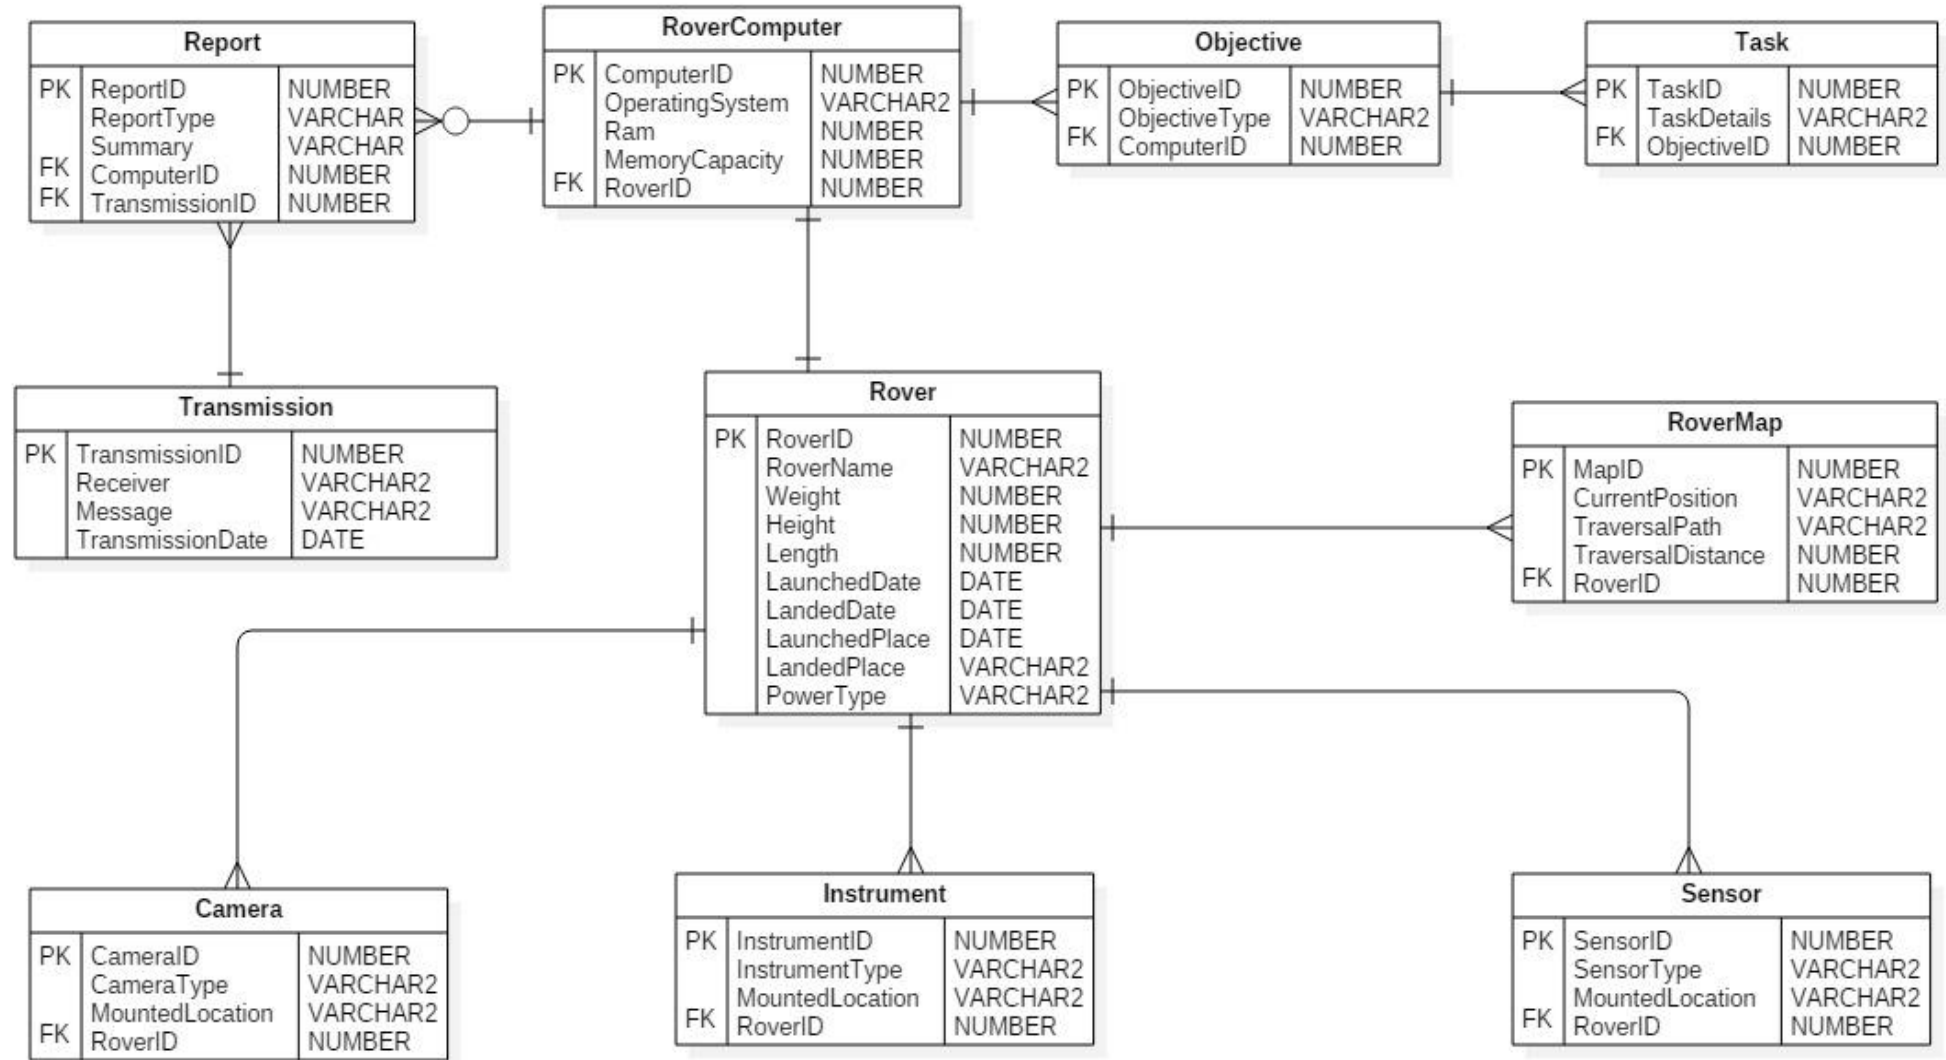 Report
PK ReportID NUMBER
ReportType VARCHAR
Summary VARCHAR
FK ComputerID NUMBER
FK TransmissionID NUMBER
RoverComputer
PK ComputerID NUMBER
OperatingSystem VARCHAR2
Ram NUMBER
MemoryCapacity NUMBER
FK RoverID NUMBER
Objective
PK ObjectiveID NUMBER
ObjectiveType VARCHAR2
FK ComputerID NUMBER
Task
PK TaskID NUMBER
TaskDetails VARCHAR2
FK ObjectiveID NUMBER
Transmission
PK TransmissionID NUMBER
Receiver VARCHAR2
Message VARCHAR2
TransmissionDate DATE
Rover
PK RoverID NUMBER
RoverName VARCHAR2
Weight NUMBER
Height NUMBER
Length NUMBER
LaunchedDate DATE
LandedDate DATE
LaunchedPlace DATE
LandedPlace VARCHAR2
PowerType VARCHAR2
RoverMap
PK MapID NUMBER
CurrentPosition VARCHAR2
TraversalPath VARCHAR2
TraversalDistance NUMBER
FK RoverID NUMBER
Camera
PK CameraID NUMBER
CameraType VARCHAR2
MountedLocation VARCHAR2
FK RoverID NUMBER
Instrument
PK InstrumentID NUMBER
InstrumentType VARCHAR2
MountedLocation VARCHAR2
FK RoverID NUMBER
Sensor
PK SensorID NUMBER
SensorType VARCHAR2
MountedLocation VARCHAR2
FK RoverID NUMBER